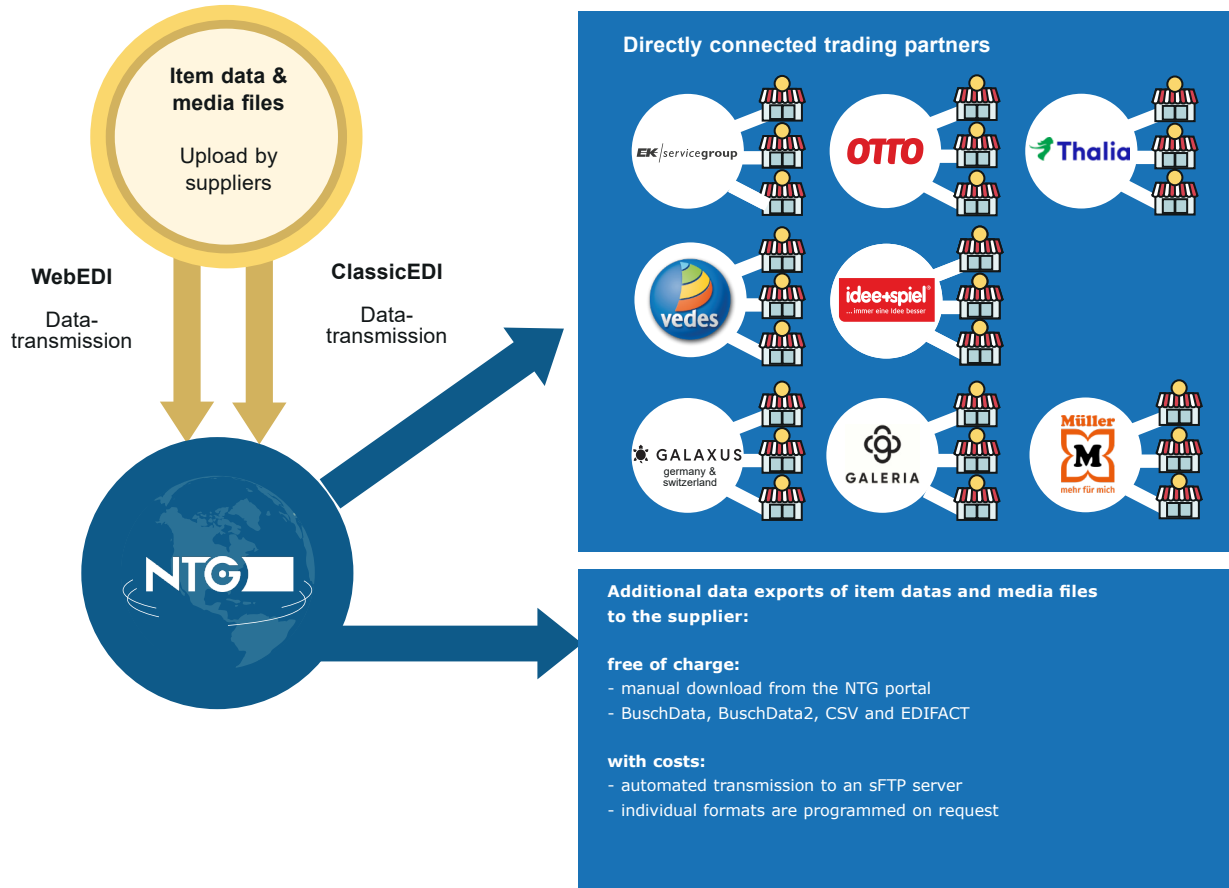 Item data &
media files
Upload by
suppliers
WebEDI
Data-
transmission
ClassicEDI
Data-
transmission
NTG
Directly connected trading partners
EK/servicegroup
OTTO
Thalia
vedes
idee+spiel®
...immer eine Idee besser
GALAXUS
germany &
switzerland
GALERIA
Müller
M
mehr für mich
Additional data exports of item datas and media files
to the supplier:
free of charge:
- manual download from the NTG portal
- BuschData, BuschData2, CSV and EDIFACT
with costs:
- automated transmission to an sFTP server
- individual formats are programmed on request